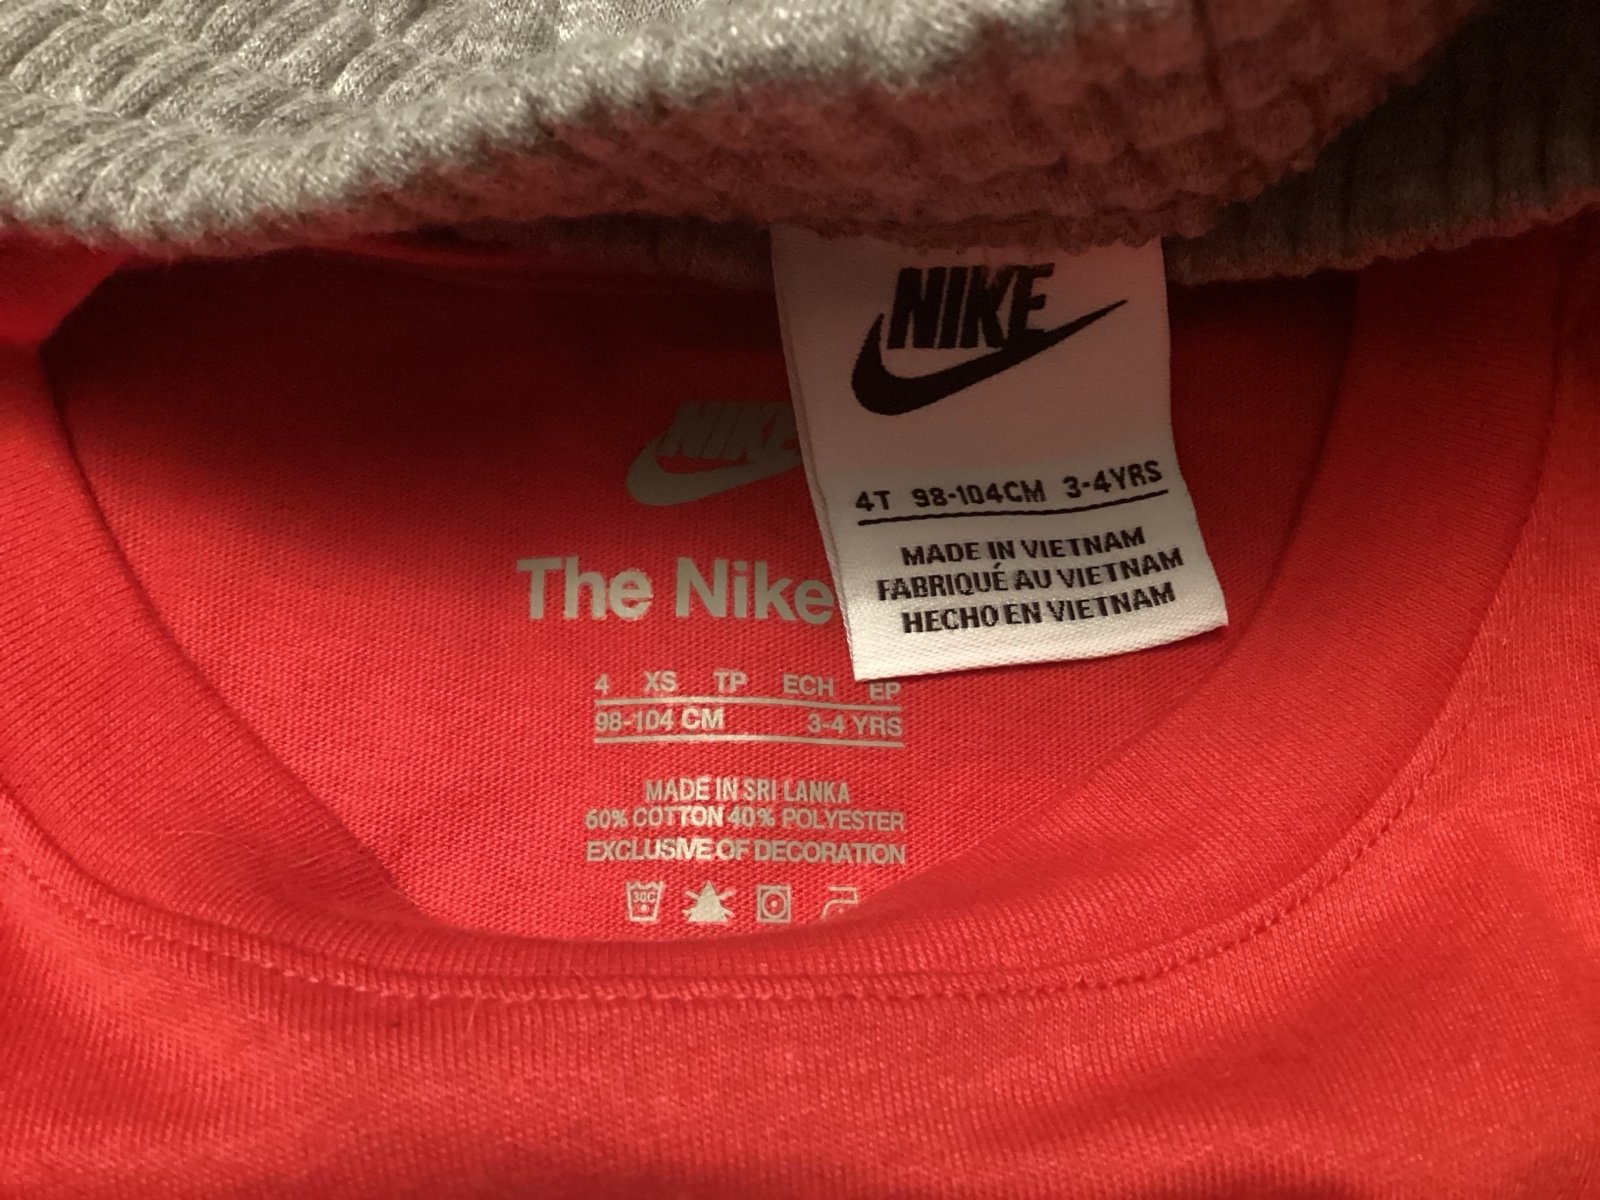 NIKE
4T 98-104CM 3-4YRS
MADE IN VIETNAM
FABRIQUÉ AU VIETNAM
HECHO EN VIETNAM
NIKE
The Nike
4 XS TP ECH EP
98-104 CM 3-4 YRS
MADE IN SRI LANKA
60% COTTON 40% POLYESTER
EXCLUSIVE OF DECORATION
30C